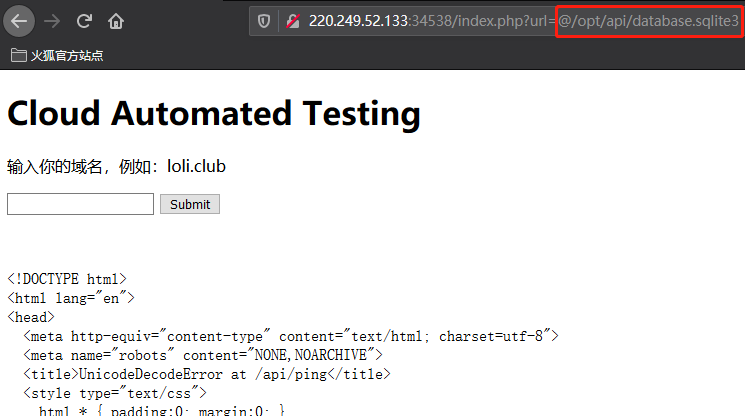 220.249.52.133:34538/index.php?url=@/opt/api/database.sqlite3
火狐官方站点
Cloud Automated Testing
输入你的域名，例如：loli.club
Submit
<!DOCTYPE html>
<html lang="en">
<head>
  <meta http-equiv="content-type" content="text/html; charset=utf-8">
  <meta name="robots" content="NONE,NOARCHIVE">
  <title>UnicodeDecodeError at /api/ping</title>
  <style type="text/css">
    html * { padding:0; margin:0; }